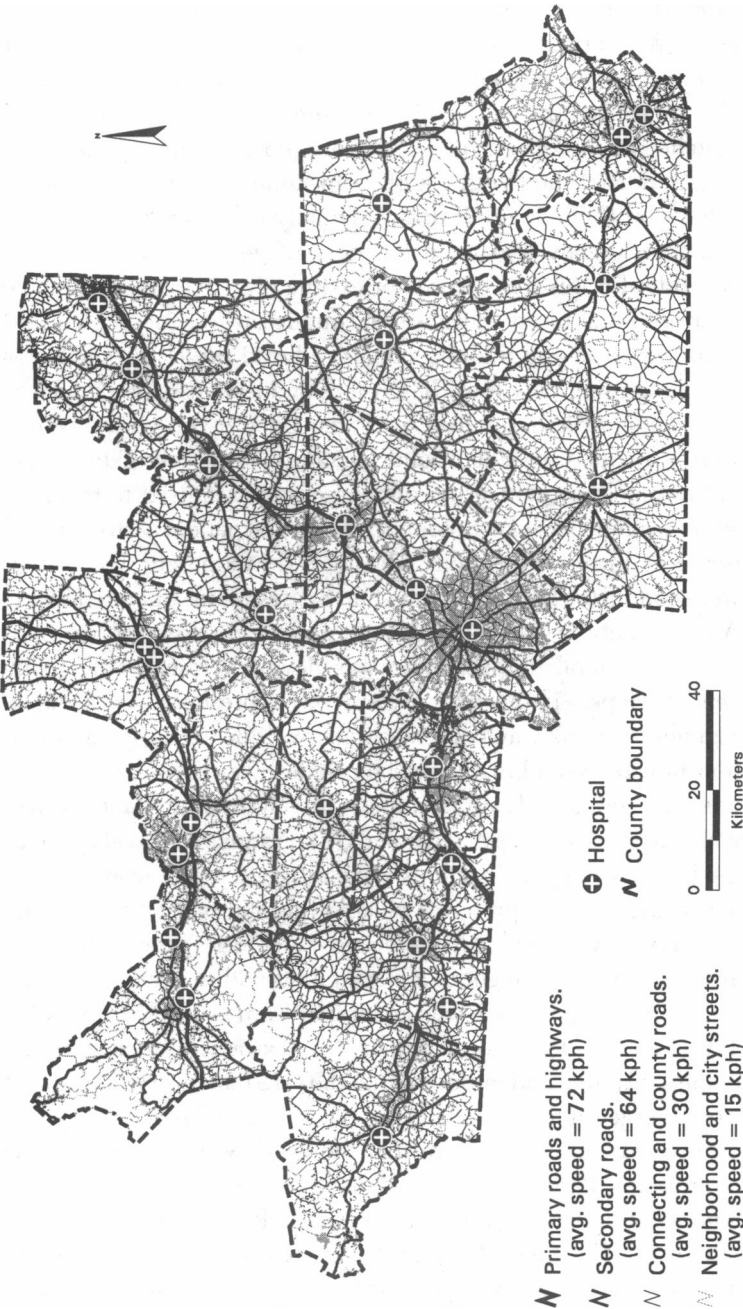 N
Primary roads and highways.
(avg. speed = 72 kph)
Secondary roads.
(avg. speed = 64 kph)
Connecting and county roads.
(avg. speed = 30 kph)
Neighborhood and city streets.
(avg. speed = 15 kph)
Hospital
County boundary
0 20 40
Kilometers